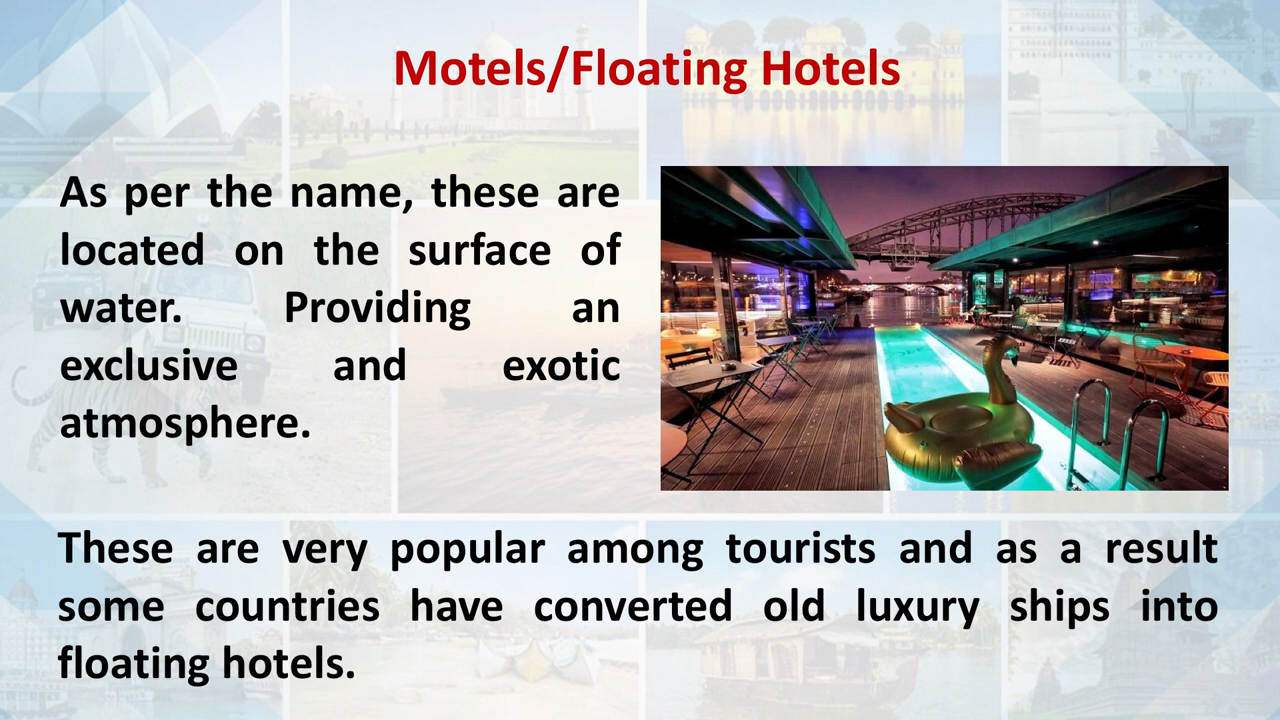 Motels/Floating Hotels
As per the name, these are
located on the surface of
water. Providing an
exclusive and exotic
atmosphere.
These are very popular among tourists and as a result
some countries have converted old luxury ships into
floating hotels.